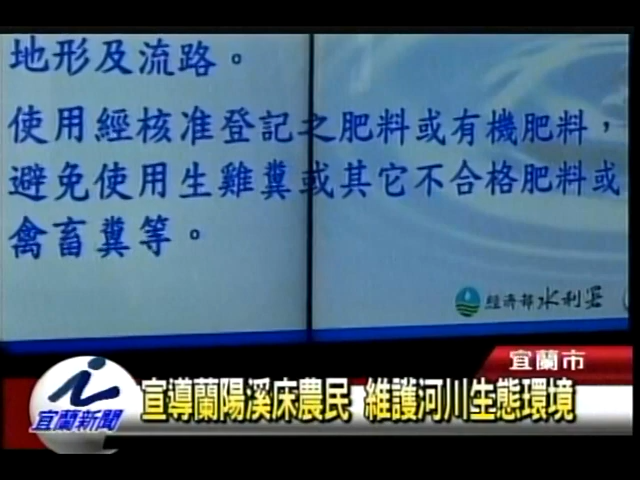 地形及流路。
使用經核准登記之肥料或有機肥料，
避免使用生雞糞或其它不合格肥料或
禽畜糞等。
經濟部水利署
宜蘭市
宣導蘭陽溪床農民 維護河川生態環境
宜蘭新聞